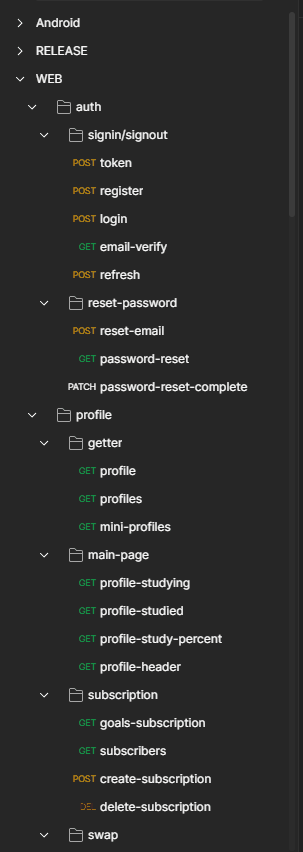 Android
RELEASE
WEB
auth
signin/signout
POST token
POST register
POST login
GET email-verify
POST refresh
reset-password
POST reset-email
GET password-reset
PATCH password-reset-complete
profile
getter
GET profile
GET profiles
GET mini-profiles
main-page
GET profile-studying
GET profile-studied
GET profile-study-percent
GET profile-header
subscription
GET goals-subscription
GET subscribers
POST create-subscription
DEL delete-subscription
swap